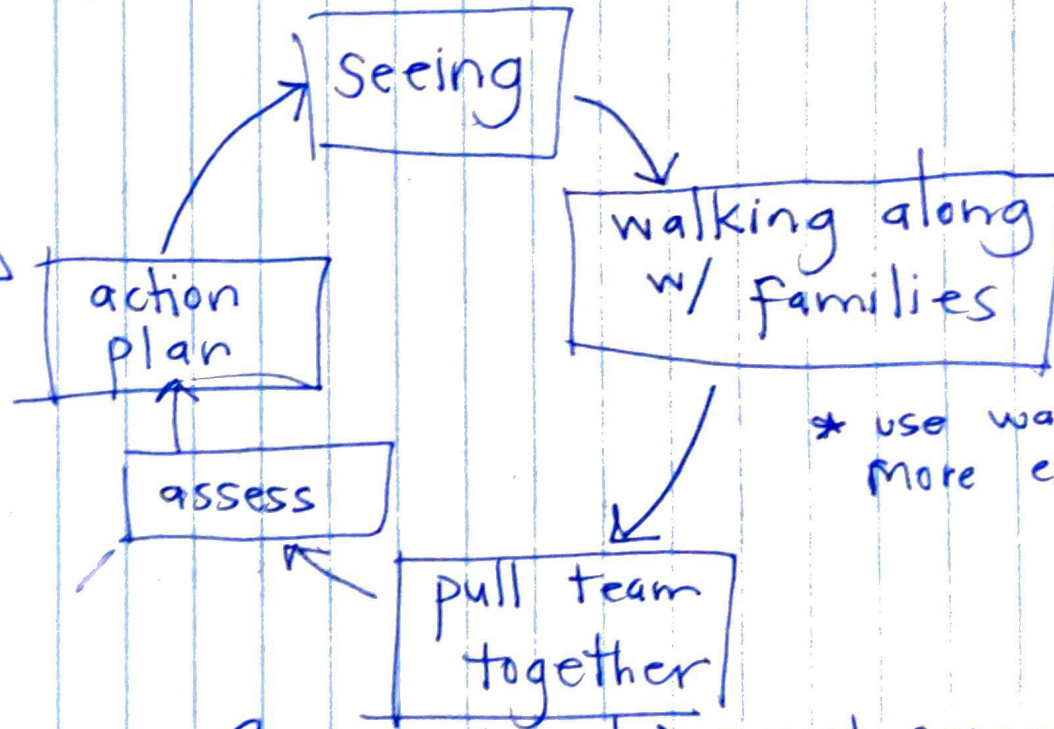 seeing
walking along
w/ families
action
plan
* use
more
assess
pull team
together